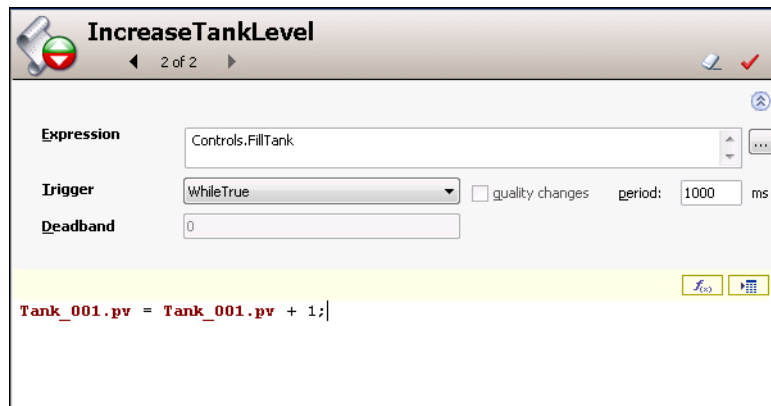 IncreaseTankLevel
2 of 2
Expression
Controls.FillTank
...
Trigger
WhileTrue
quality changes
period:
1000
ms
Deadband
0
f(x)
Tank_001.pv = Tank_001.pv + 1;